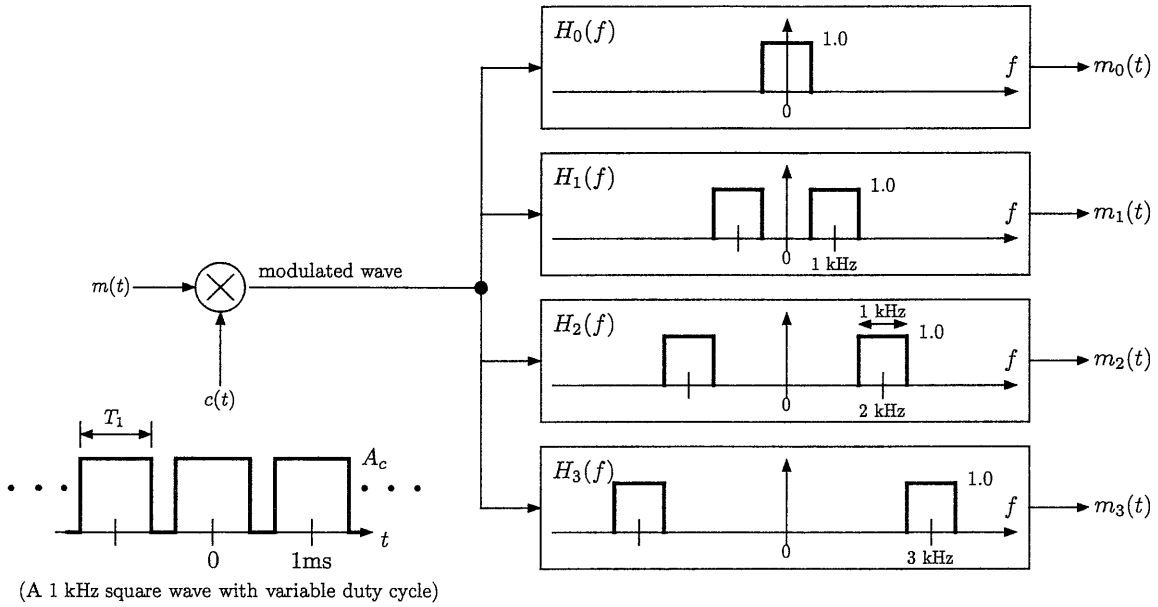 H₀(f)
1.0
f
0
m₀(t)
H₁(f)
1.0
f
0
1 kHz
m₁(t)
m(t)
modulated wave
c(t)
H₂(f)
1 kHz
1.0
f
0
2 kHz
m₂(t)
T₁
A_c
0
1ms
t
(A 1 kHz square wave with variable duty cycle)
H₃(f)
1.0
f
0
3 kHz
m₃(t)